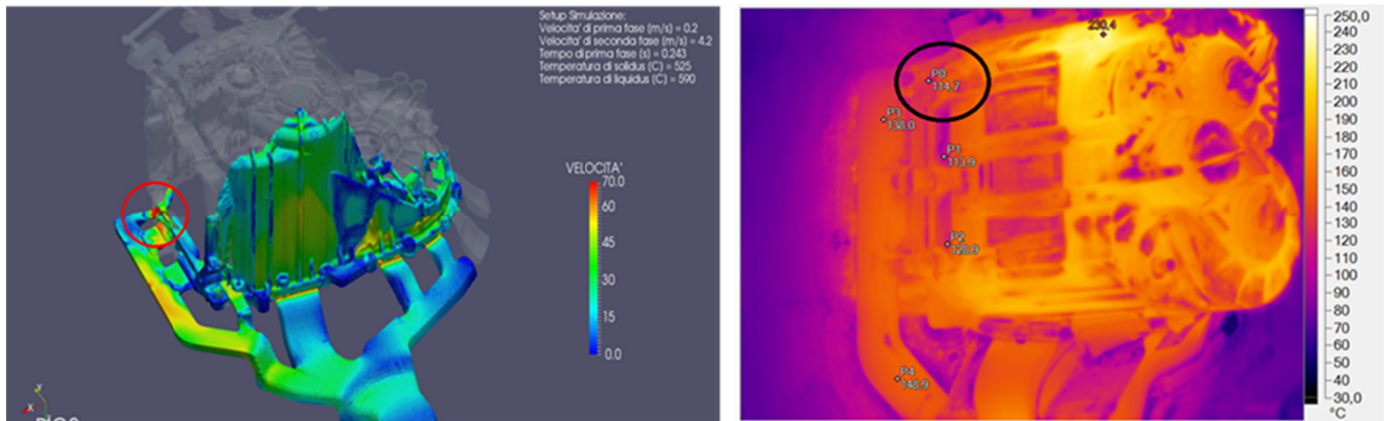 Setup Simulazione:
Velocita' di prima fase (m/s) = 0.2
Velocita' di seconda fase (m/s) = 4.2
Tempo di prima fase (s) = 0.243
Temperatura di solidus (C) = 525
Temperatura di liquidus (C) = 590
VELOCITA'
70.0
60
45
30
15
0.0
Y
X
230,4
P0
114,7
P3
138,0
P1
113,9
P2
128,9
P4
148,9
250,0
240
230
220
210
200
190
180
170
160
150
140
130
120
110
100
90
80
70
60
50
40
30,0
°C